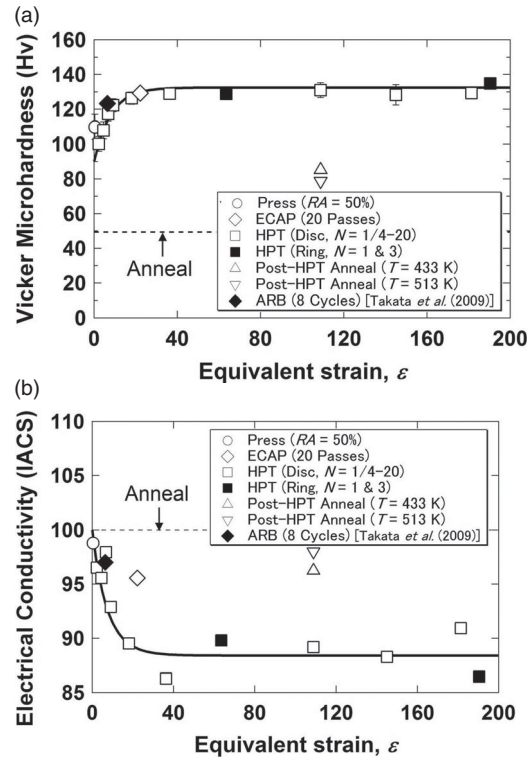 (a)
160
140
120
100
80
60
40
20
0
Vicker Microhardness (Hv)
Press (RA = 50%)
ECAP (20 Passes)
HPT (Disc, N = 1/4-20)
HPT (Ring, N = 1 & 3)
Post-HPT Anneal (T = 433 K)
Post-HPT Anneal (T = 513 K)
ARB (8 Cycles) [Takata et al. (2009)]
Anneal
0 40 80 120 160 200
Equivalent strain, ε
(b)
110
105
100
95
90
85
Electrical Conductivity (IACS)
Press (RA = 50%)
ECAP (20 Passes)
HPT (Disc, N = 1/4-20)
HPT (Ring, N = 1 & 3)
Post-HPT Anneal (T = 433 K)
Post-HPT Anneal (T = 513 K)
ARB (8 Cycles) [Takata et al. (2009)]
Anneal
0 40 80 120 160 200
Equivalent strain, ε